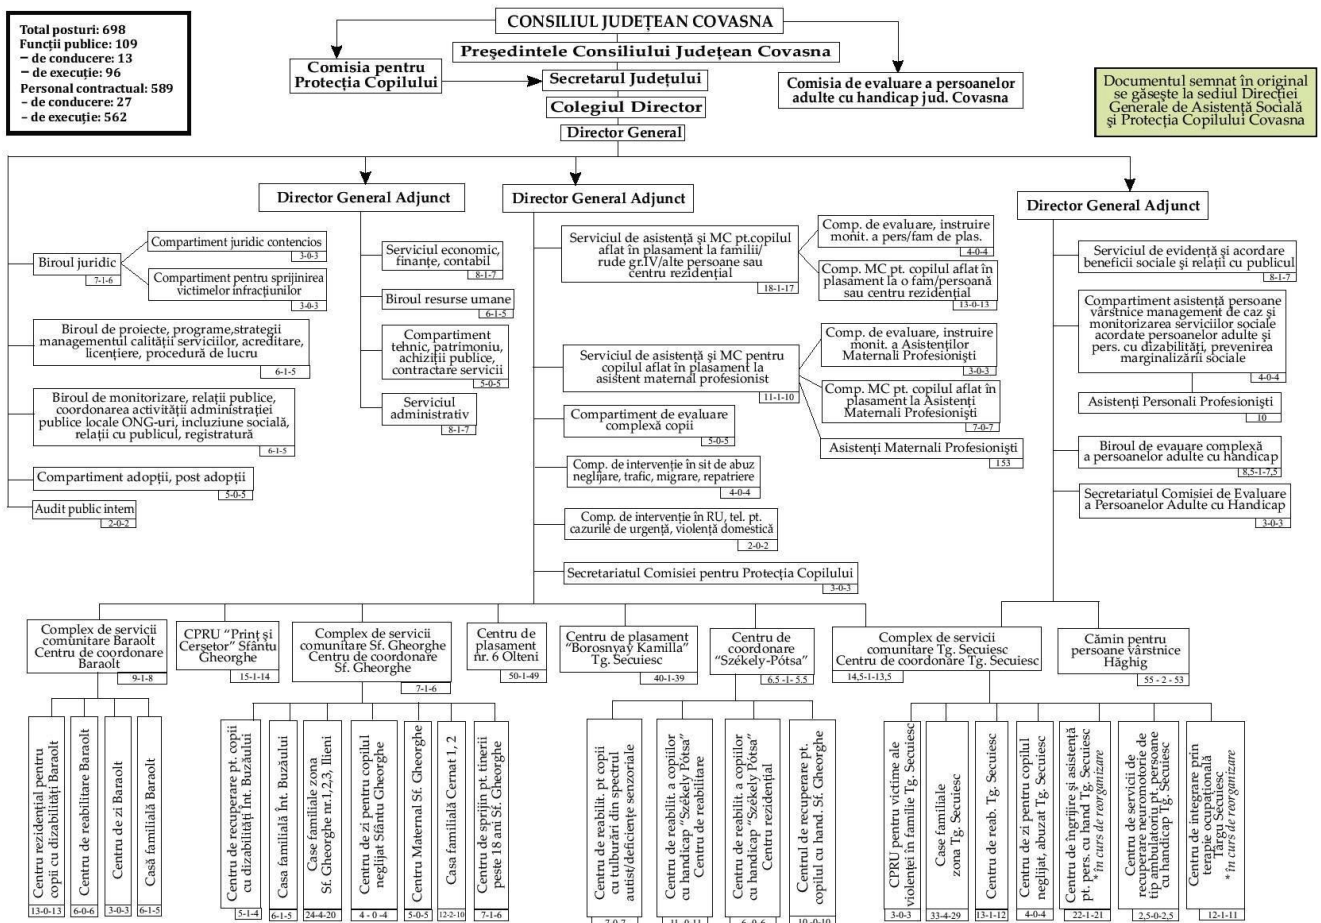 Total posturi: 698
Funcții publice: 109
– de conducere: 13
– de execuție: 96
Personal contractual: 589
– de conducere: 27
– de execuție: 562
CONSILIUL JUDEȚEAN COVASNA
Președintele Consiliului Județean Covasna
Comisia pentru
Protecția Copilului
Secretarul Județului
Comisia de evaluare a persoanelor
adulte cu handicap jud. Covasna
Colegiul Director
Director General
Documentul semnat în original
se găsește la sediul Direcției
Generale de Asistență Socială
și Protecția Copilului Covasna
Biroul juridic
7-1-6
Compartiment juridic contencios
3-0-3
Compartiment pentru sprijinirea
victimelor infracțiunilor
3-0-3
Biroul de proiecte, programe,strategii
managementul calității serviciilor, acreditare,
licențiere, procedură de lucru
6-1-5
Biroul de monitorizare, relații publice,
coordonarea activității administrației
publice locale ONG-uri, incluziune socială,
relații cu publicul, registratură
6-1-5
Compartiment adopții, post adopții
5-0-5
Audit public intern
2-0-2
Director General Adjunct
Serviciul economic,
finanțe, contabil
8-1-7
Biroul resurse umane
6-1-5
Compartiment
tehnic, patrimoniu,
achiziții publice,
contractare servicii
5-0-5
Serviciul
administrativ
8-1-7
Director General Adjunct
Serviciul de asistență și MC pt.copilul
aflat în plasament la familii/
rude gr.IV/alte persoane sau
centru rezidențial
18-1-17
Comp. de evaluare, instruire
monit. a pers/fam de plas.
4-0-4
Comp. MC pt. copilul aflat în
plasament la o fam/persoană
sau centru rezidențial
13-0-13
Serviciul de asistență și MC pentru
copilul aflat în plasament la
asistent maternal profesionist
11-1-10
Comp. de evaluare, instruire
monit. a Asistenților
Maternali Profesionști
3-0-3
Comp. MC pt. copilul aflat în
plasament la Asistenți
Maternali Profesionști
7-0-7
Asistenți Maternali Profesionști
153
Compartiment de evaluare
complexă copii
5-0-5
Comp. de intervenție în sit de abuz
neglijare, trafic, migrare, repatriere
4-0-4
Comp. de intervenție în RU, tel. pt.
cazurile de urgență, violență domestică
2-0-2
Secretariatul Comisiei pentru Protecția Copilului
3-0-3
Director General Adjunct
Serviciul de evidență și acordare
beneficii sociale și relații cu publicul
8-1-7
Compartiment asistență persoane
vârstnice management de caz și
monitorizarea serviciilor sociale
acordate persoanelor adulte și
pers. cu dizabilități, prevenirea
marginalizării sociale
4-0-4
Asistenți Personali Profesionști
10
Biroul de evauare complexă
a persoanelor adulte cu handicap
8,5-1-7,5
Secretariatul Comisiei de Evaluare
a Persoanelor Adulte cu Handicap
3-0-3
Complex de servicii
comunitare Baraolt
Centru de coordonare
Baraolt
9-1-8
CPRU "Prinț și
Cerșetor" Sfântu
Gheorghe
15-1-14
Complex de servicii
comunitare Sf. Gheorghe
Centru de coordonare
Sf. Gheorghe
7-1-6
Centru de
plasament
nr. 6 Olteni
50-1-49
Centru de plasament
"Borosnyay Kamilla"
Tg. Secuiesc
40-1-39
Centru de
coordonare
"Székely-Pótsa"
6.5 -1- 5.5
Complex de servicii
comunitare Tg. Secuiesc
Centru de coordonare Tg. Secuiesc
14,5-1-13,5
Cămin pentru
persoane vârstnice
Hăghig
55 - 2 - 53
Centru rezidențial pentru
copii cu dizabilități Baraolt
13-0-13
Centru de reabilitare Baraolt
6-0-6
Centru de zi Baraolt
3-0-3
Casă familială Baraolt
6-1-5
Centru de recuperare pt. copii
cu dizabilități Înt. Buzăului
5-1-4
Casa familială Înt. Buzăului
6-1-5
Case familiale zona
Sf. Gheorghe nr.1,2,3, Ilieni
24-4-20
Centrul de zi pentru copilul
neglijat Sfântu Gheorghe
4 - 0 -4
Centru Maternal Sf. Gheorghe
5-0-5
Casa familială Cernat 1, 2
12-2-10
Centru de sprijin pt. tinerii
peste 18 ani Sf. Gheorghe
7-1-6
Centru de reabilit. pt copii
cu tulburări din spectrul
autist/deficiențe senzoriale
7-0-7
Centru de reabilit. a copiilor
cu handicap "Székely Pótsa"
Centru de reabilitare
11 -0-11
Centru de reabilit. a copiilor
cu handicap "Székely Pótsa"
Centru rezidențial
6 -0-6
Centrul de recuperare pt.
copilul cu hand. Sf. Gheorghe
10 -0-10
CPRU pentru victime ale
violenței în familie Tg. Secuiesc
3-0-3
Case familiale
zona Tg. Secuiesc
33-4-29
Centru de reab. Tg. Secuiesc
13-1-12
Centru de zi pentru copilul
neglijat, abuzat Tg. Secuiesc
4-0-4
Centru de îngrijire și asistență
pt. pers. cu hand Tg. Secuiesc
* în curs de reorganizare
22-1-21
Centru de servicii de
recuperare neuromotorie de
tip ambulatoriu pt. persoane
cu handicap Tg. Secuiesc
2,5-0-2,5
Centru de integrare prin
terapie ocupațională
Târgu Secuiesc
* în curs de reorganizare
12-1-11